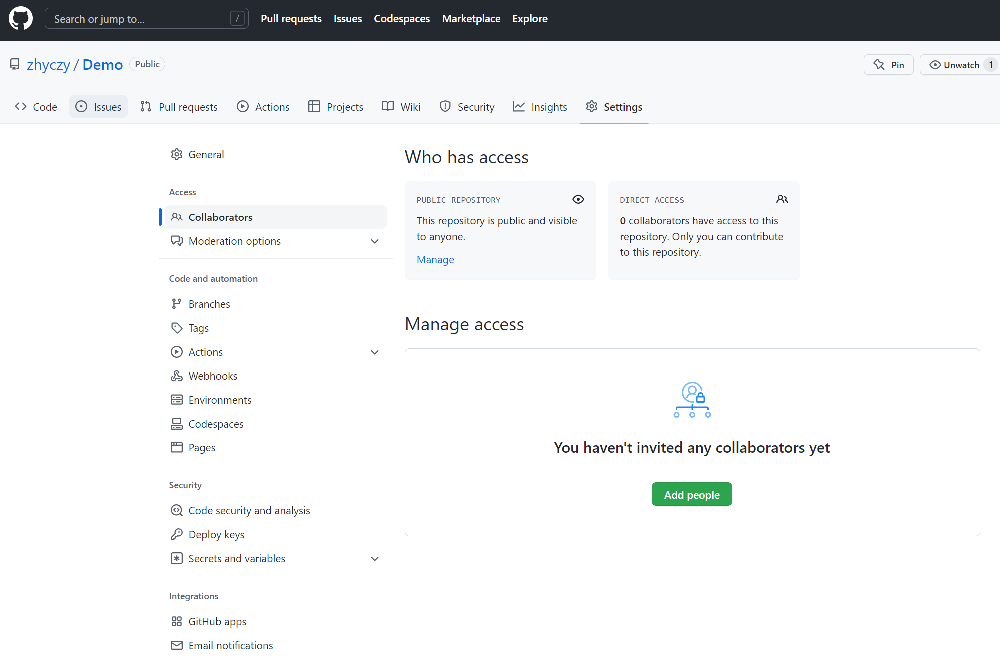 Search or jump to... /
Pull requests Issues Codespaces Marketplace Explore
zhyczy / Demo Public
Pin
Unwatch 1
Code Issues Pull requests Actions Projects Wiki Security Insights Settings
General
Access
Collaborators
Moderation options
Code and automation
Branches
Tags
Actions
Webhooks
Environments
Codespaces
Pages
Security
Code security and analysis
Deploy keys
Secrets and variables
Integrations
GitHub apps
Email notifications
Who has access
PUBLIC REPOSITORY
This repository is public and visible
to anyone.
Manage
DIRECT ACCESS
0 collaborators have access to this
repository. Only you can contribute
to this repository.
Manage access
You haven't invited any collaborators yet
Add people